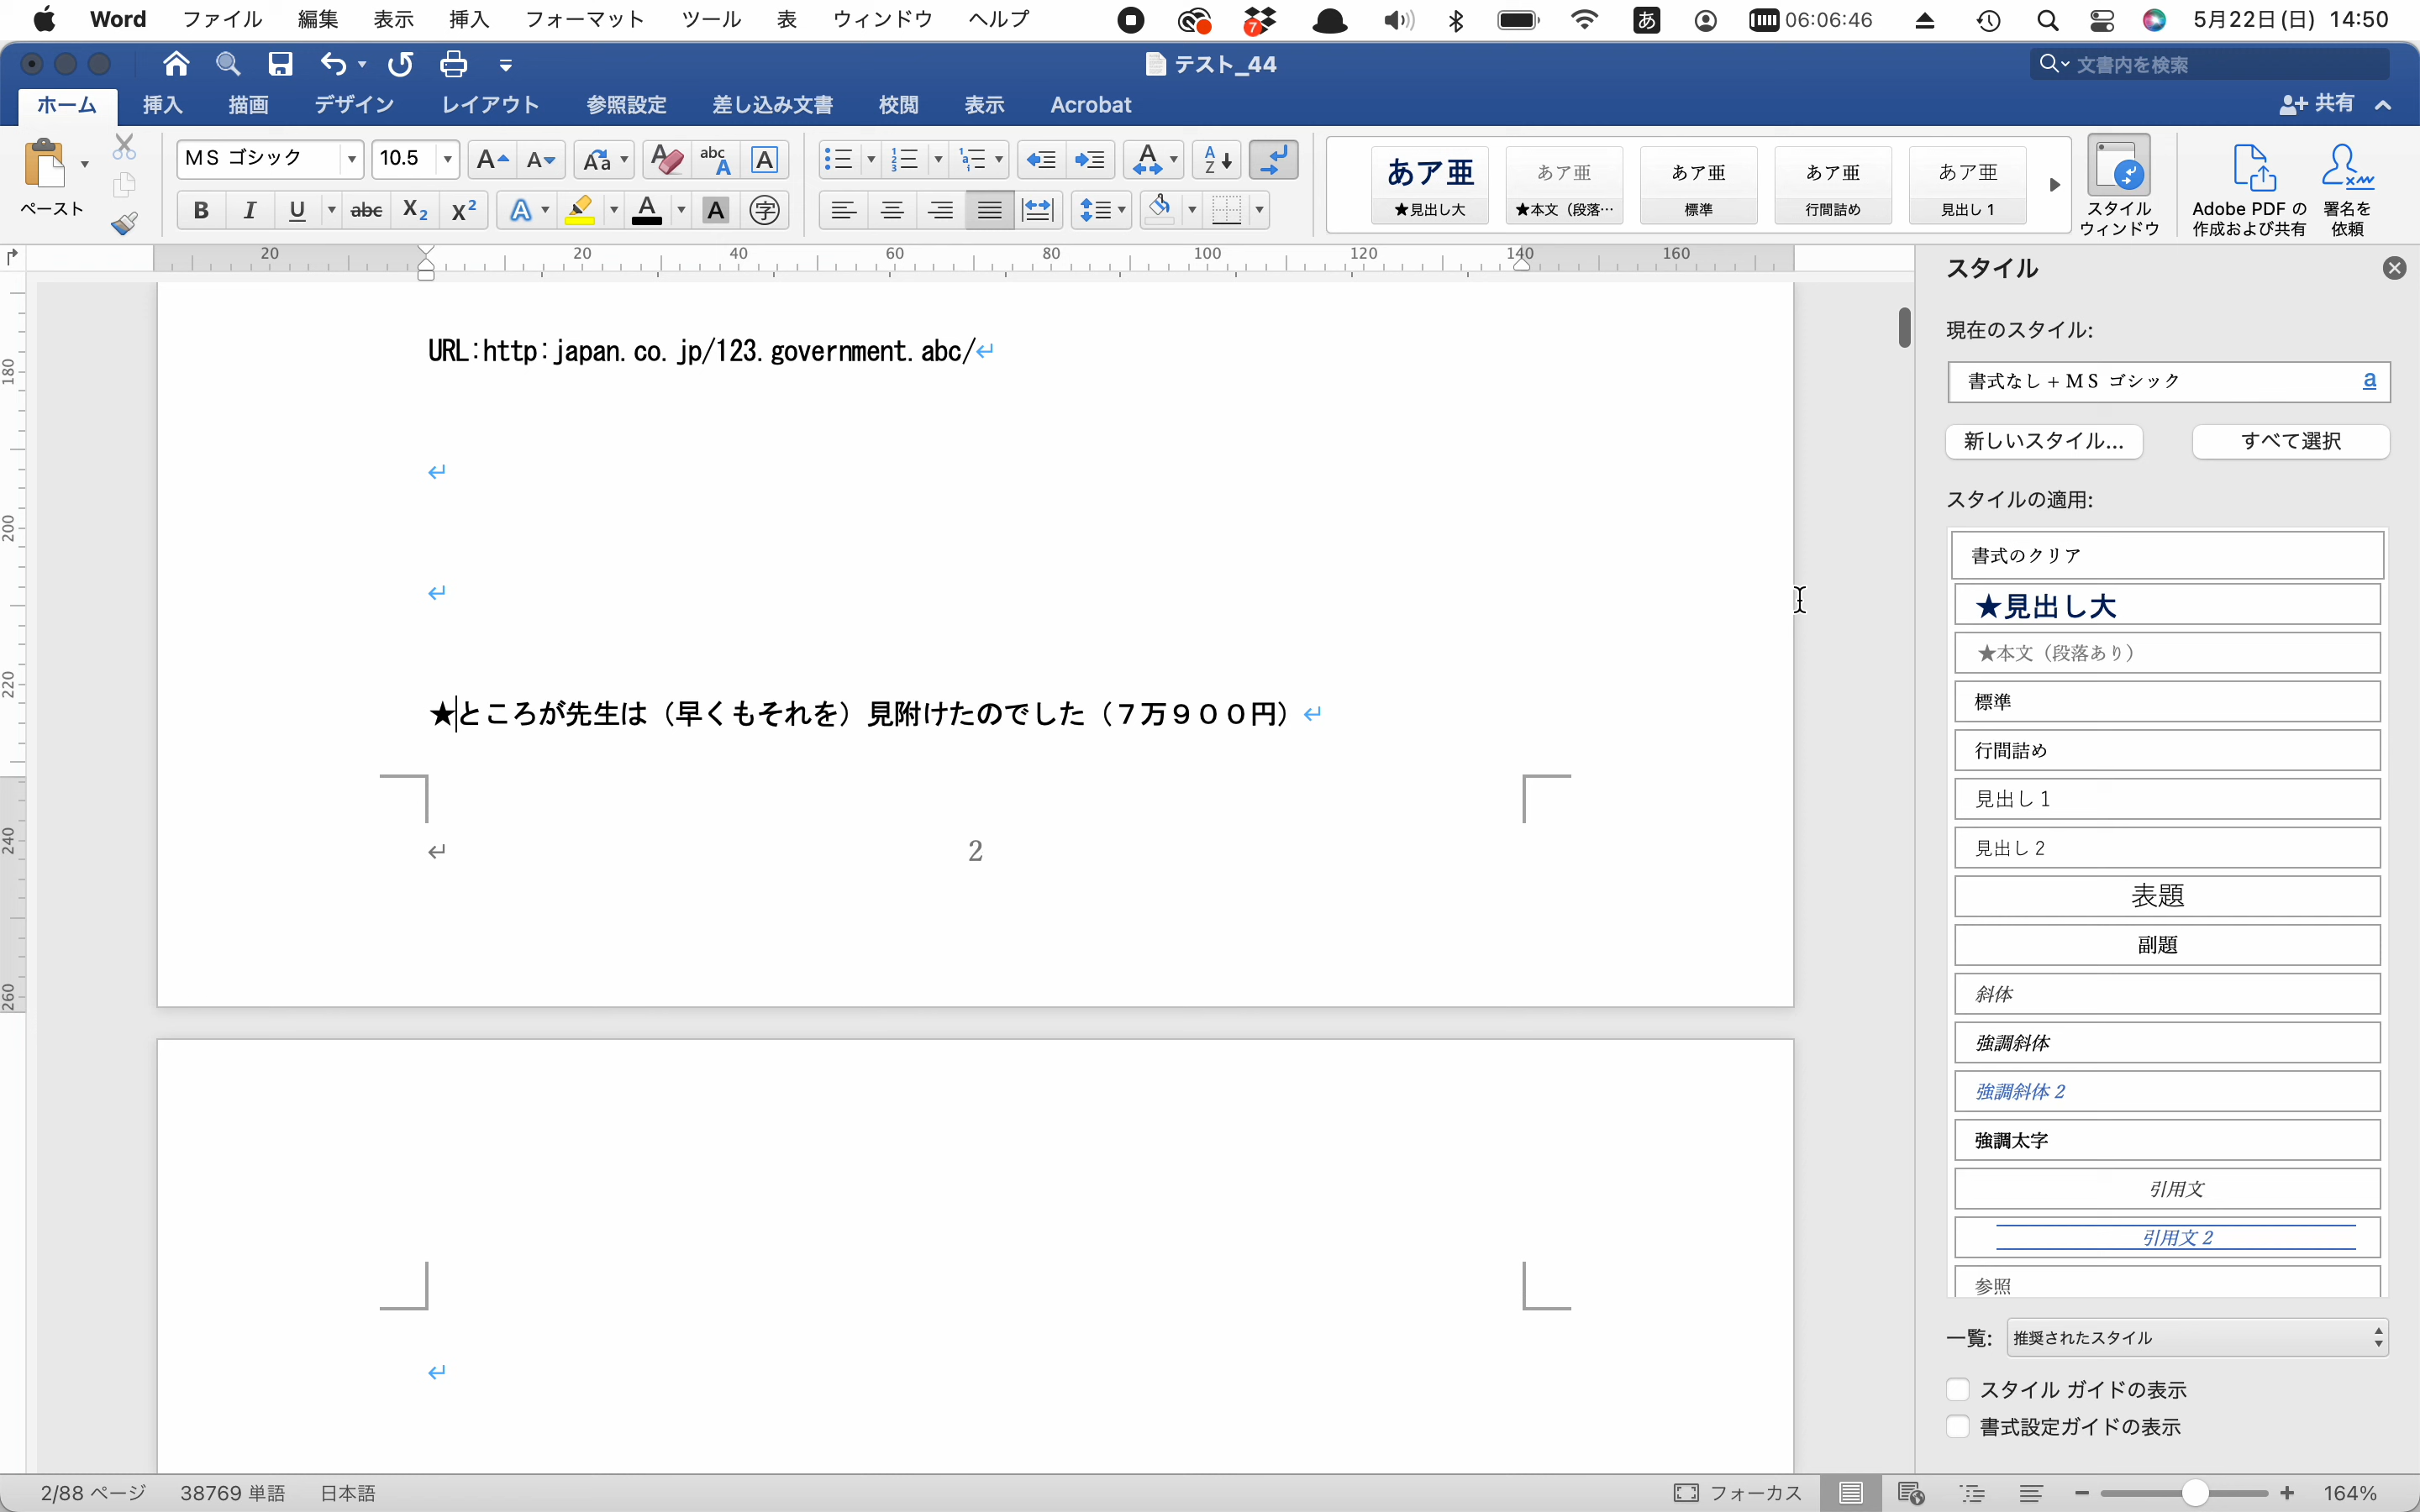 Word ファイル 編集 表示 挿入 フォーマット ツール 表 ウィンドウ ヘルプ 7 あ 06:06:46 5月22日(日) 14:50
テスト_44 文書内を検索
ホーム 挿入 描画 デザイン レイアウト 参照設定 差し込み文書 校閲 表示 Acrobat 共有
ペースト
MS ゴシック 10.5
あア亜 あア亜 あア亜 あア亜 あア亜
★見出し大 ★本文（段落… 標準 行間詰め 見出し 1
スタイル
ウィンドウ
Adobe PDF の
作成および共有
署名を
依頼
20 20 40 60 80 100 120 140 160
180
200
220
240
260
URL:http:japan.co.jp/123.government.abc/↵
↵
↵
★ところが先生は（早くもそれを）見附けたのでした（７万９００円）↵
↵ 2
↵
スタイル
現在のスタイル:
書式なし + ＭＳ ゴシック a
新しいスタイル... すべて選択
スタイルの適用:
書式のクリア
★見出し大
★本文（段落あり）
標準
行間詰め
見出し 1
見出し 2
表題
副題
斜体
強調斜体
強調斜体 2
強調太字
引用文
引用文 2
参照
一覧: 推奨されたスタイル
スタイル ガイドの表示
書式設定ガイドの表示
2/88 ページ 38769 単語 日本語 フォーカス 164%